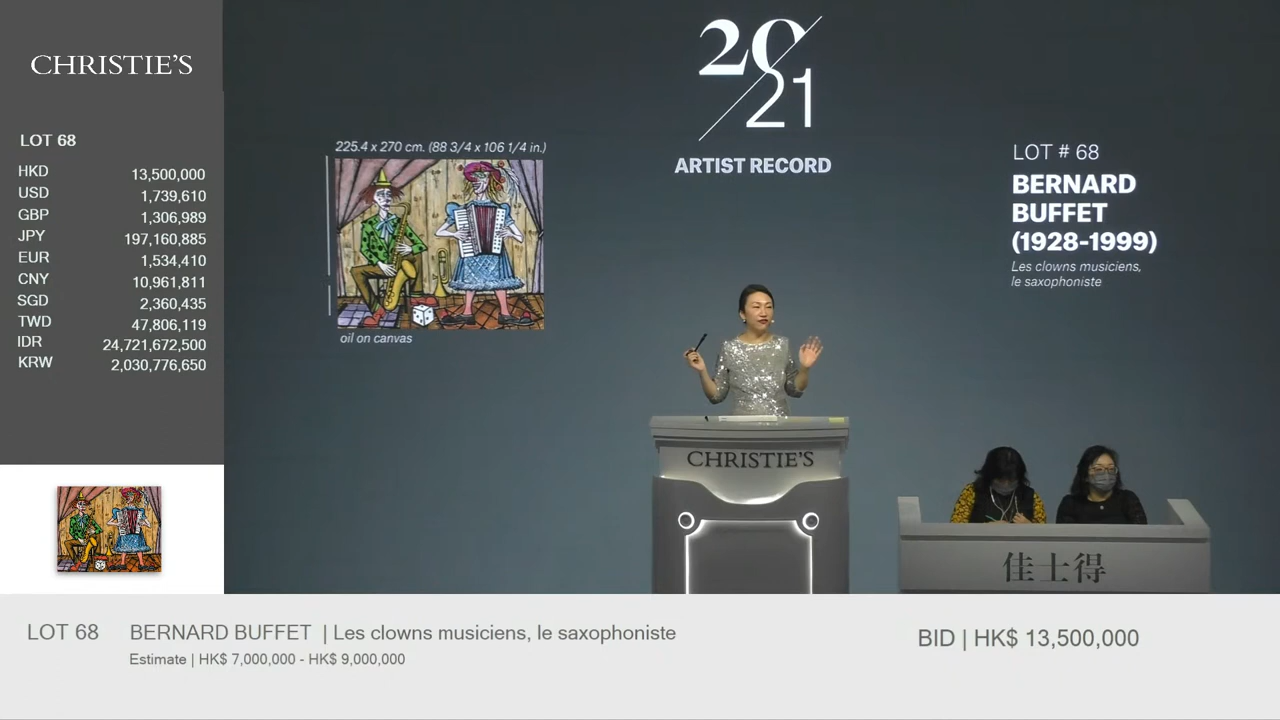 CHRISTIE'S
LOT 68
HKD 13,500,000
USD 1,739,610
GBP 1,306,989
JPY 197,160,885
EUR 1,534,410
CNY 10,961,811
SGD 2,360,435
TWD 47,806,119
IDR 24,721,672,500
KRW 2,030,776,650
20/21
ARTIST RECORD
225.4 x 270 cm. (88 3/4 x 106 1/4 in.)
oil on canvas
LOT # 68
BERNARD
BUFFET
(1928-1999)
Les clowns musiciens,
le saxophoniste
CHRISTIE'S
佳士得
LOT 68 BERNARD BUFFET | Les clowns musiciens, le saxophoniste
Estimate | HK$ 7,000,000 - HK$ 9,000,000
BID | HK$ 13,500,000